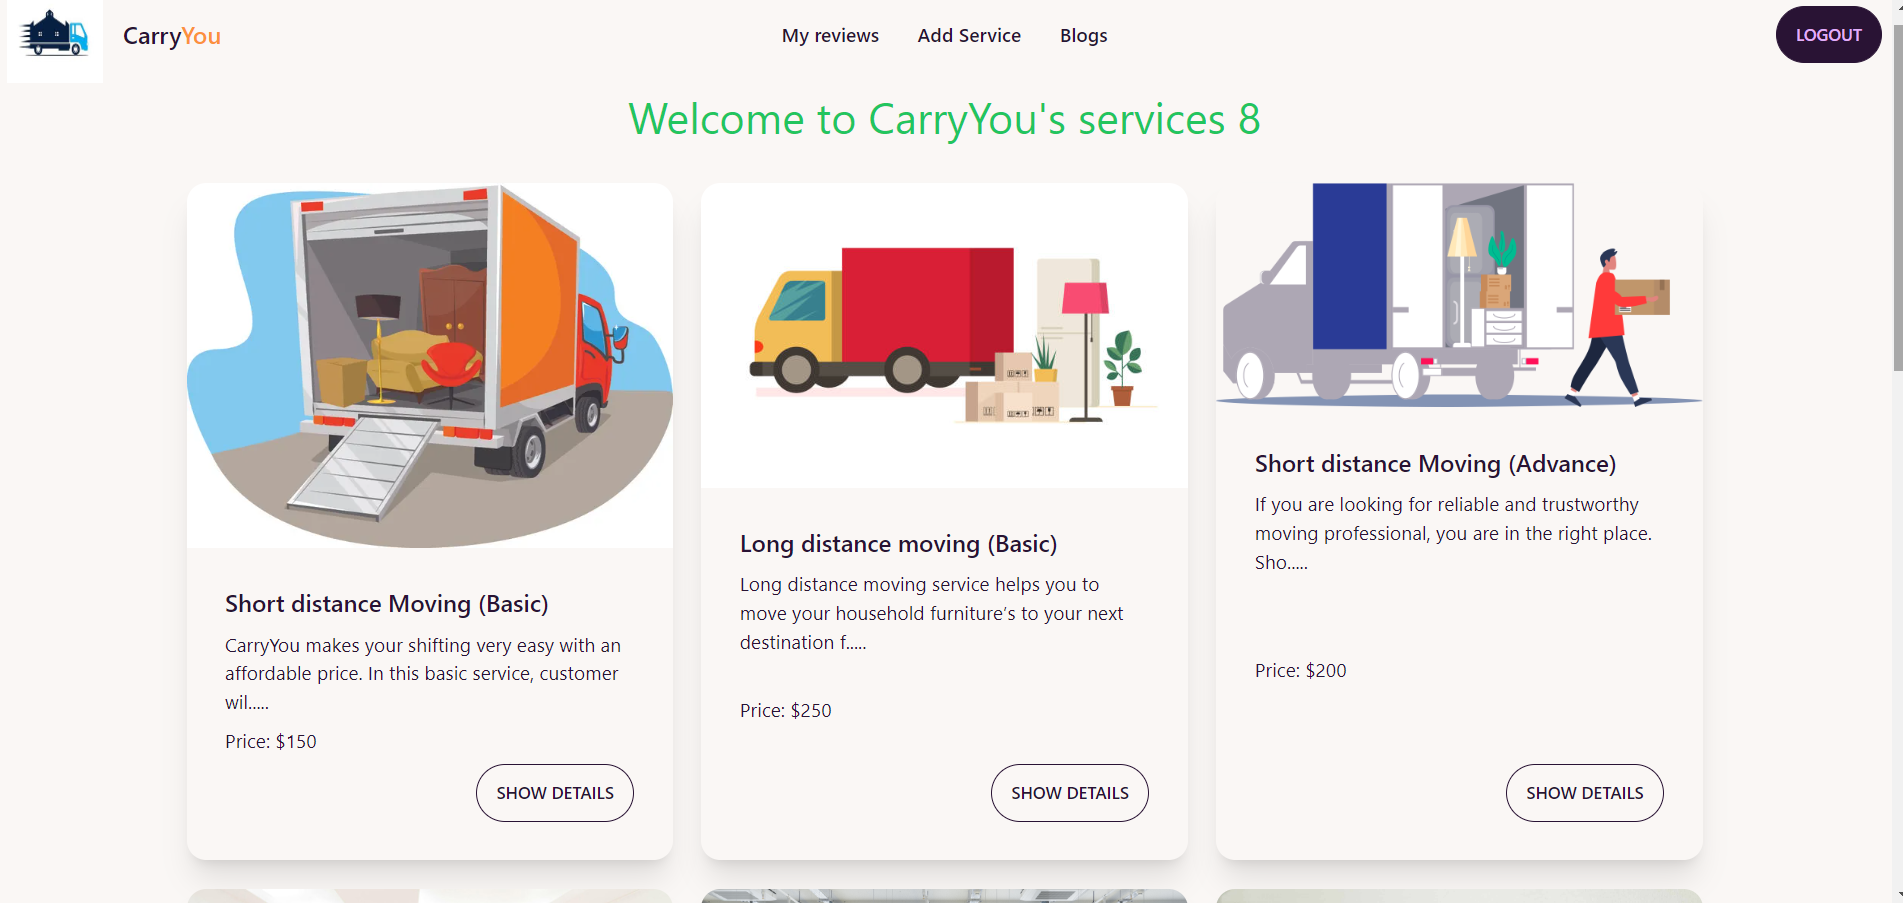 CarryYou
My reviews
Add Service
Blogs
LOGOUT
Welcome to CarryYou's services 8
Short distance Moving (Basic)
CarryYou makes your shifting very easy with an
affordable price. In this basic service, customer
wil.....
Price: $150
SHOW DETAILS
Long distance moving (Basic)
Long distance moving service helps you to
move your household furniture’s to your next
destination f.....
Price: $250
SHOW DETAILS
Short distance Moving (Advance)
If you are looking for reliable and trustworthy
moving professional, you are in the right place.
Sho.....
Price: $200
SHOW DETAILS